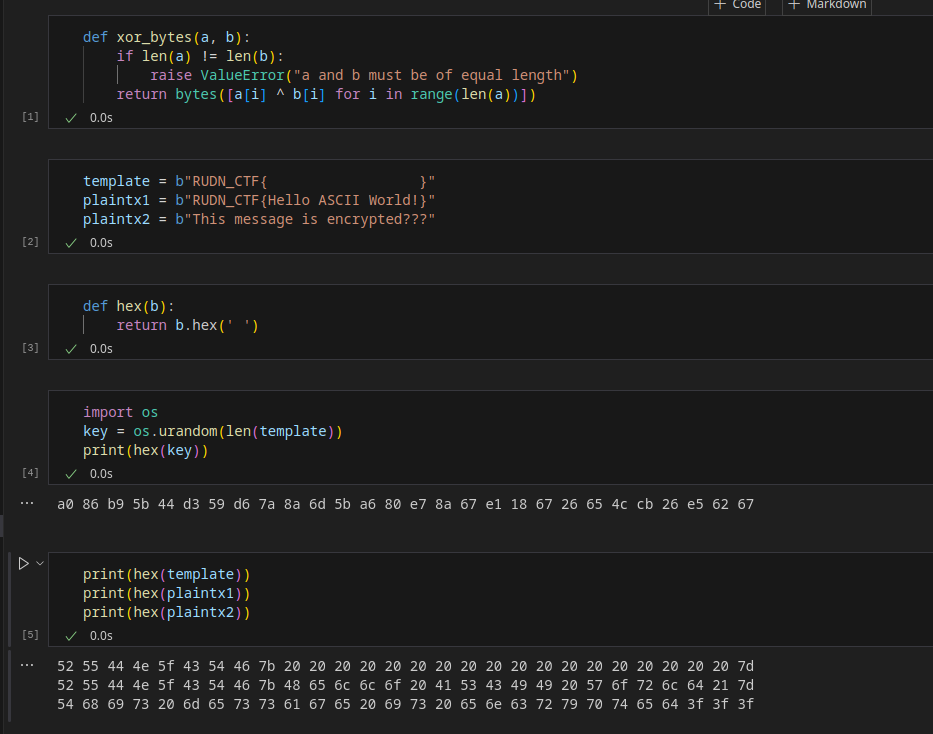 + Code + Markdown
def xor_bytes(a, b):
    if len(a) != len(b):
        raise ValueError("a and b must be of equal length")
    return bytes([a[i] ^ b[i] for i in range(len(a))])
[1] ✓ 0.0s
template = b"RUDN_CTF{                  }"
plaintx1 = b"RUDN_CTF{Hello ASCII World!}"
plaintx2 = b"This message is encrypted???"
[2] ✓ 0.0s
def hex(b):
    return b.hex(' ')
[3] ✓ 0.0s
import os
key = os.urandom(len(template))
print(hex(key))
[4] ✓ 0.0s
... a0 86 b9 5b 44 d3 59 d6 7a 8a 6d 5b a6 80 e7 8a 67 e1 18 67 26 65 4c cb 26 e5 62 67
print(hex(template))
print(hex(plaintx1))
print(hex(plaintx2))
[5] ✓ 0.0s
... 52 55 44 4e 5f 43 54 46 7b 20 20 20 20 20 20 20 20 20 20 20 20 20 20 20 20 20 20 7d
52 55 44 4e 5f 43 54 46 7b 48 65 6c 6c 6f 20 41 53 43 49 49 20 57 6f 72 6c 64 21 7d
54 68 69 73 20 6d 65 73 73 61 67 65 20 69 73 20 65 6e 63 72 79 70 74 65 64 3f 3f 3f